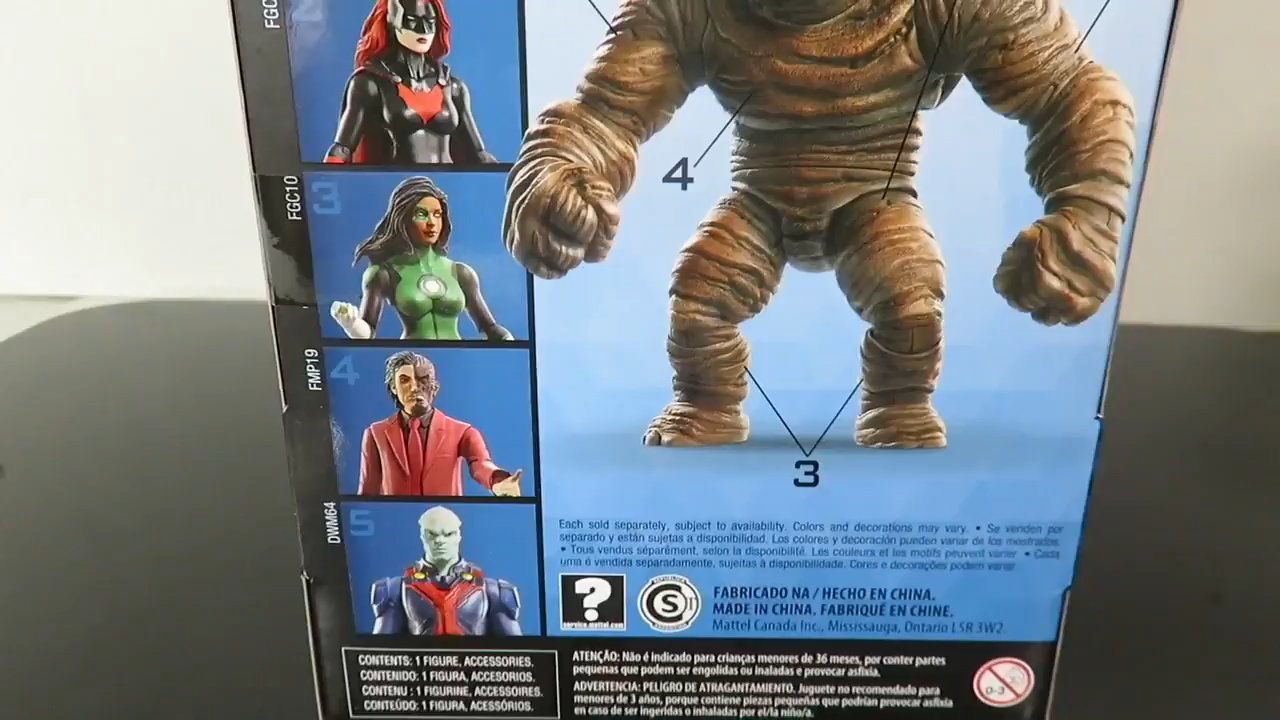 FGC
2
4
FGC10
3
FMP19
4
3
DWM64
5
Each sold separately, subject to availability. Colors and decorations may vary. • Se venden por
separado y están sujetas a disponibilidad. Los colores y decoración pueden variar de los mostrados.
• Tous vendus séparément, selon la disponibilité. Les couleurs et les motifs peuvent varier. • Cada
uma é vendida separadamente, sujeitas à disponibilidade. Cores e decorações podem variar.
?
service.mattel.com
S
FABRICADO NA / HECHO EN CHINA.
MADE IN CHINA. FABRIQUÉ EN CHINE.
Mattel Canada Inc., Mississauga, Ontario L5R 3W2.
CONTENTS: 1 FIGURE, ACCESSORIES.
CONTENIDO: 1 FIGURA, ACCESORIOS.
CONTENU : 1 FIGURINE, ACCESSOIRES.
CONTEÚDO: 1 FIGURA, ACESSÓRIOS.
ATENÇÃO: Não é indicado para crianças menores de 36 meses, por conter partes
pequenas que podem ser engolidas ou inaladas e provocar asfixia.
ADVERTENCIA: PELIGRO DE ATRAGANTAMIENTO. Juguete no recomendado para
menores de 3 años, porque contiene piezas pequeñas que podrían provocar asfixia
en caso de ser ingeridas o inhaladas por el/la niño/a.
0-3